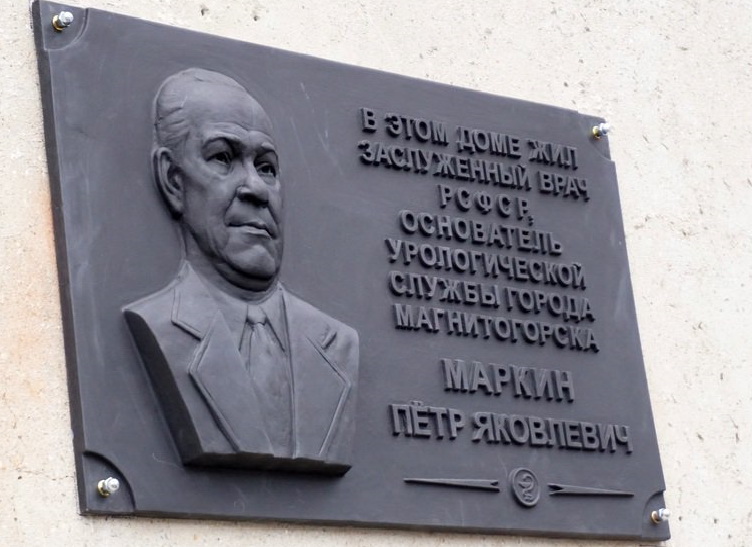 В ЭТОМ ДОМЕ ЖИЛ
ЗАСЛУЖЕННЫЙ ВРАЧ
РСФСР,
ОСНОВАТЕЛЬ
УРОЛОГИЧЕСКОЙ
СЛУЖБЫ ГОРОДА
МАГНИТОГОРСКА
МАРКИН
ПЁТР ЯКОВЛЕВИЧ